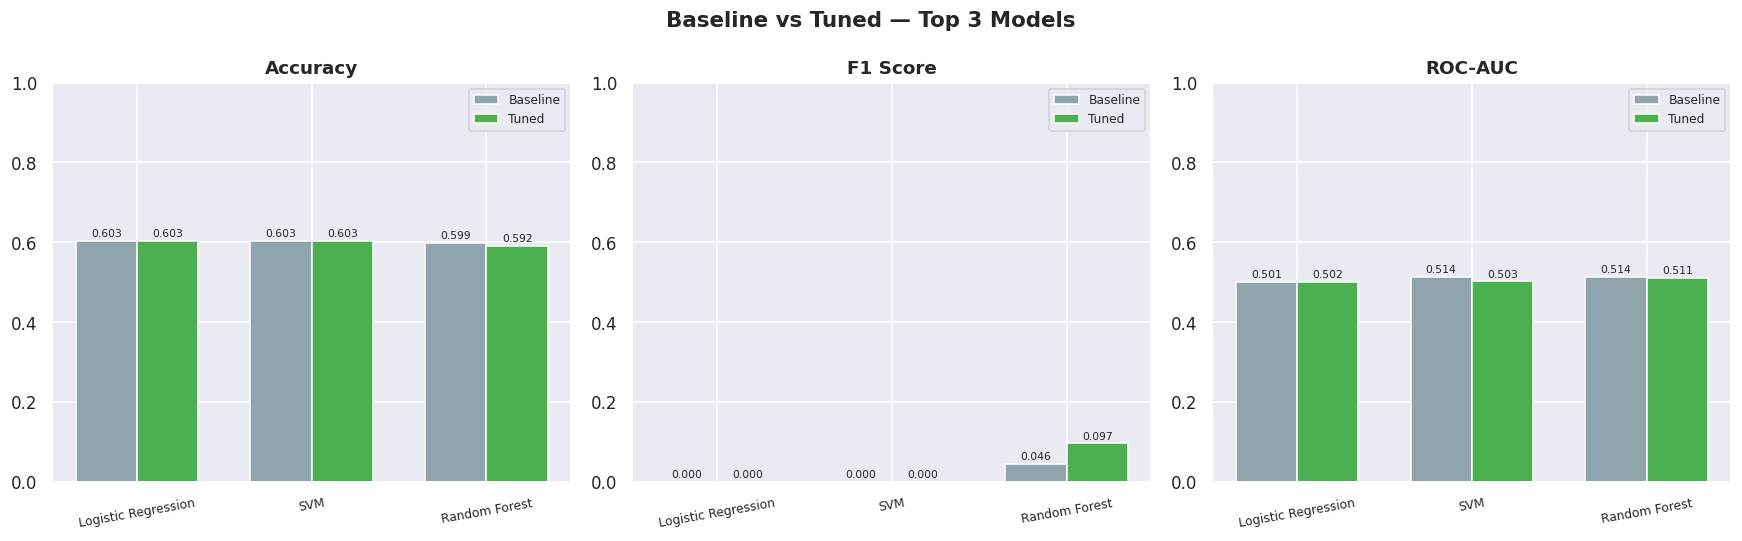 Baseline vs Tuned — Top 3 Models
Accuracy
1.0
0.8
0.6
0.4
0.2
0.0
Baseline
Tuned
0.603
0.603
0.603
0.603
0.599
0.592
Logistic Regression
SVM
Random Forest
F1 Score
1.0
0.8
0.6
0.4
0.2
0.0
Baseline
Tuned
0.000
0.000
0.000
0.000
0.046
0.097
Logistic Regression
SVM
Random Forest
ROC-AUC
1.0
0.8
0.6
0.4
0.2
0.0
Baseline
Tuned
0.501
0.502
0.514
0.503
0.514
0.511
Logistic Regression
SVM
Random Forest